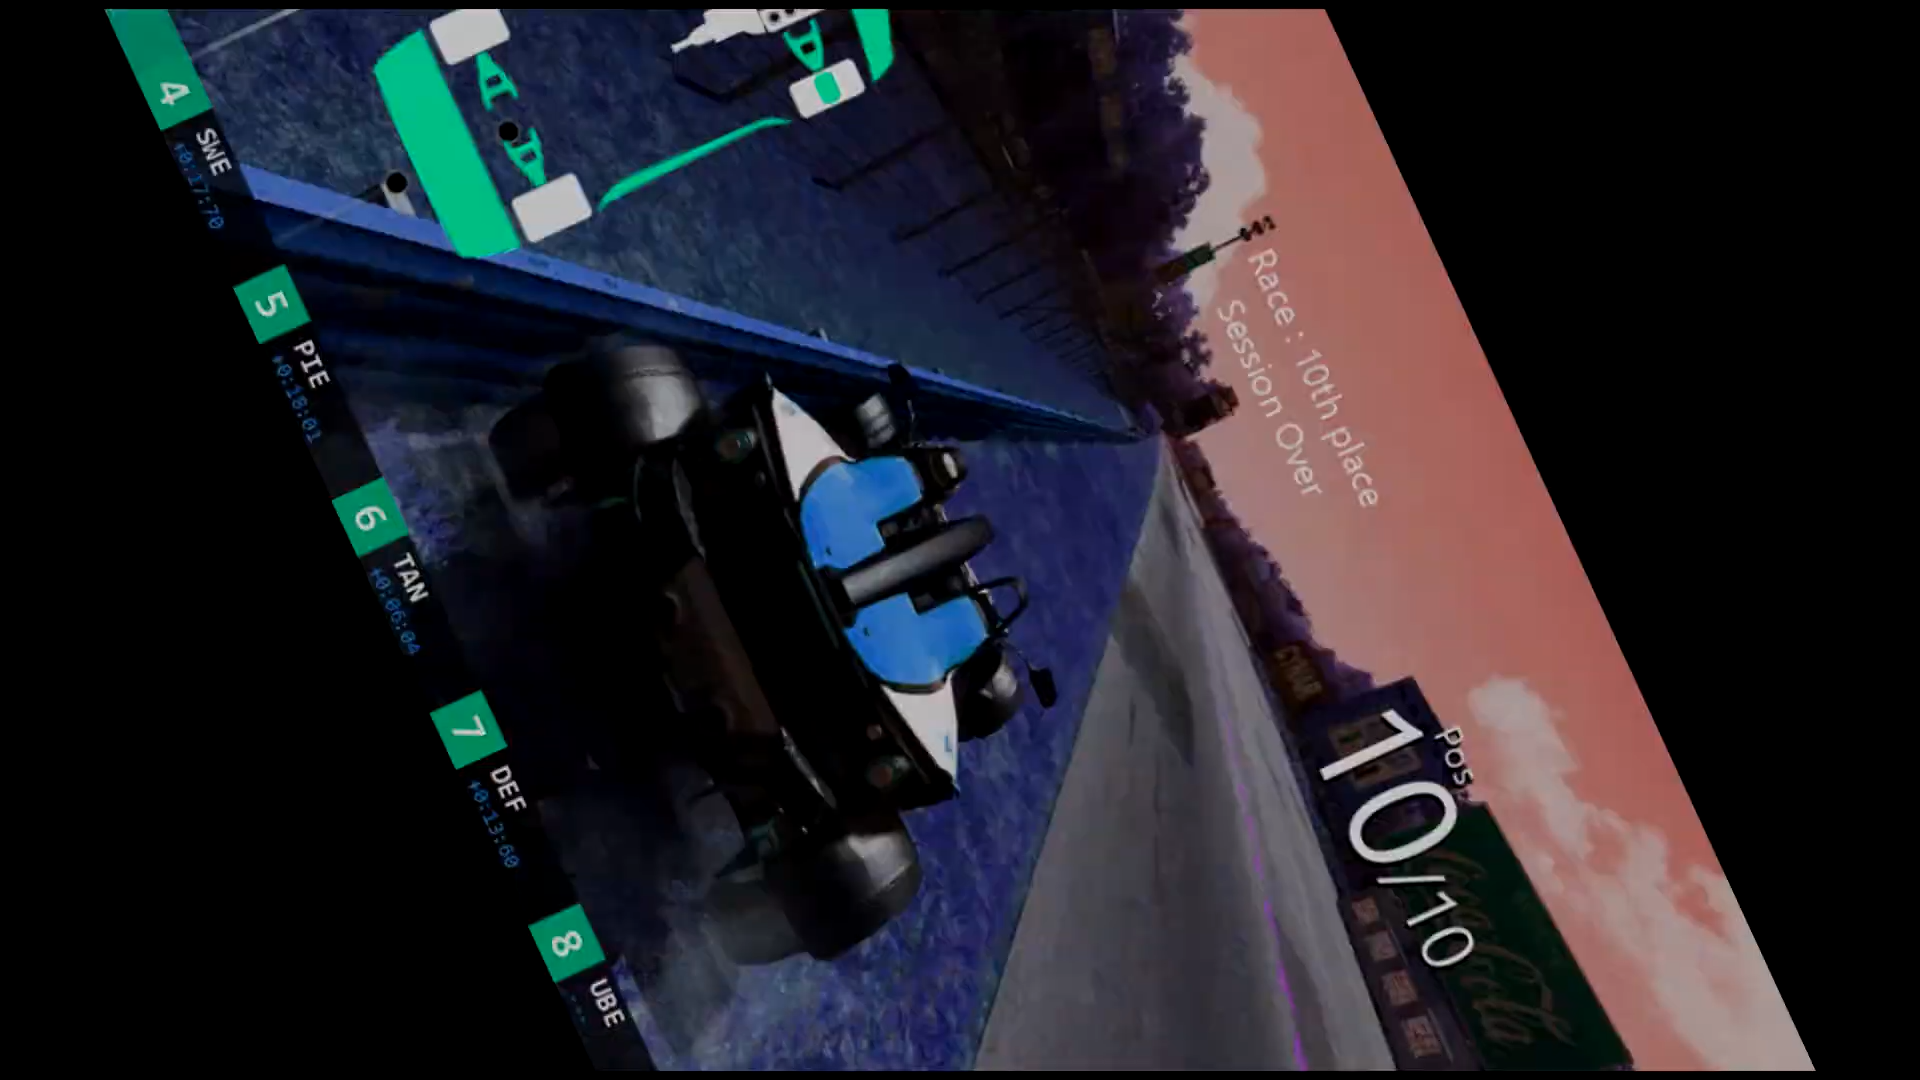 Race : 10th place
Session Over
Pos.
10/10
4 SWE
+0:17:70
5 PIE
+0:18:01
6 TAN
+0:06:04
7 DEF
+0:13:60
8 UBE